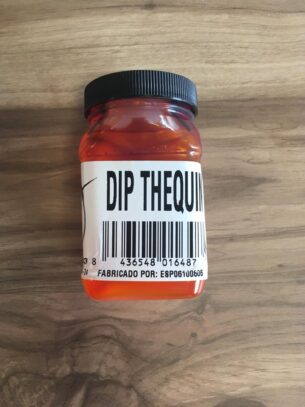 DIP THEQUIN
8 436548 016487
FABRICADO POR: ESP06100606